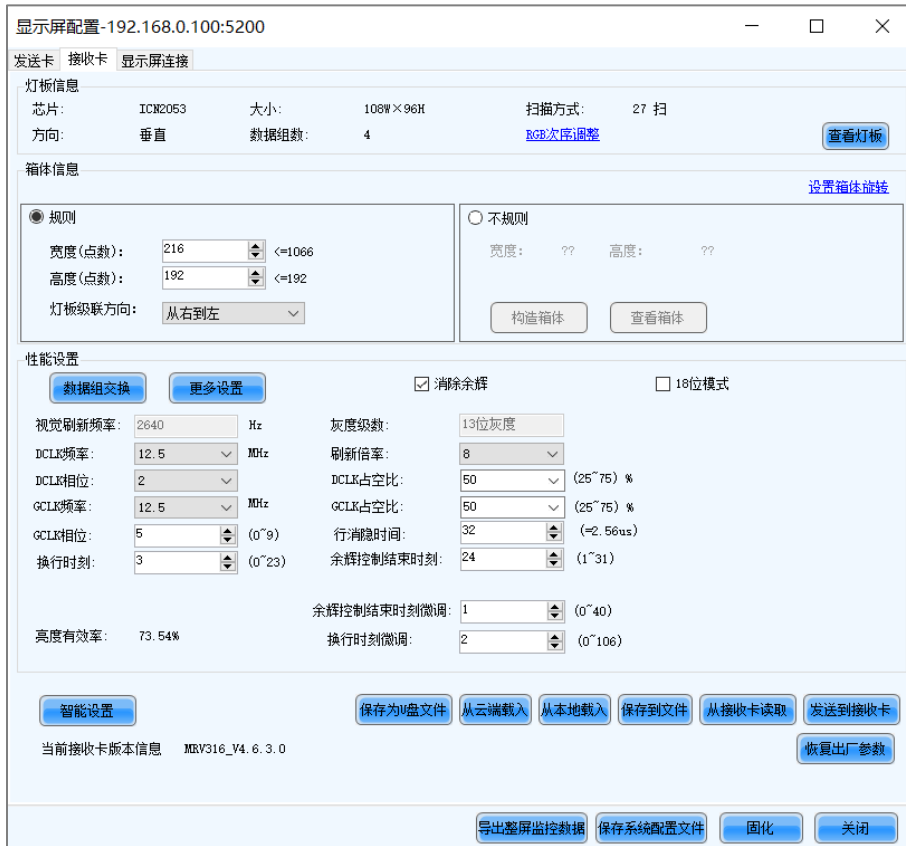 显示屏配置-192.168.0.100:5200
发送卡 接收卡 显示屏连接
灯板信息
芯片: ICN2053 大小: 108W×96H 扫描方式: 27 扫
方向: 垂直 数据组数: 4 RGB次序调整 查看灯板
箱体信息
设置箱体旋转
规则 不规则
宽度(点数): 216 <=1066 宽度: ?? 高度: ??
高度(点数): 192 <=192
灯板级联方向: 从右到左 构造箱体 查看箱体
性能设置
数据组交换 更多设置 消除余辉 18位模式
视觉刷新频率: 2640 Hz 灰度级数: 13位灰度
DCLK频率: 12.5 MHz 刷新倍率: 8
DCLK相位: 2 DCLK占空比: 50 (25~75) %
GCLK频率: 12.5 MHz GCLK占空比: 50 (25~75) %
GCLK相位: 5 (0~9) 行消隐时间: 32 (=2.56us)
换行时刻: 3 (0~23) 余辉控制结束时刻: 24 (1~31)
余辉控制结束时刻微调: 1 (0~40)
亮度有效率: 73.54% 换行时刻微调: 2 (0~106)
智能设置 保存为U盘文件 从云端载入 从本地载入 保存到文件 从接收卡读取 发送到接收卡
当前接收卡版本信息 MRV316_V4.6.3.0 恢复出厂参数
导出整屏监控数据 保存系统配置文件 固化 关闭